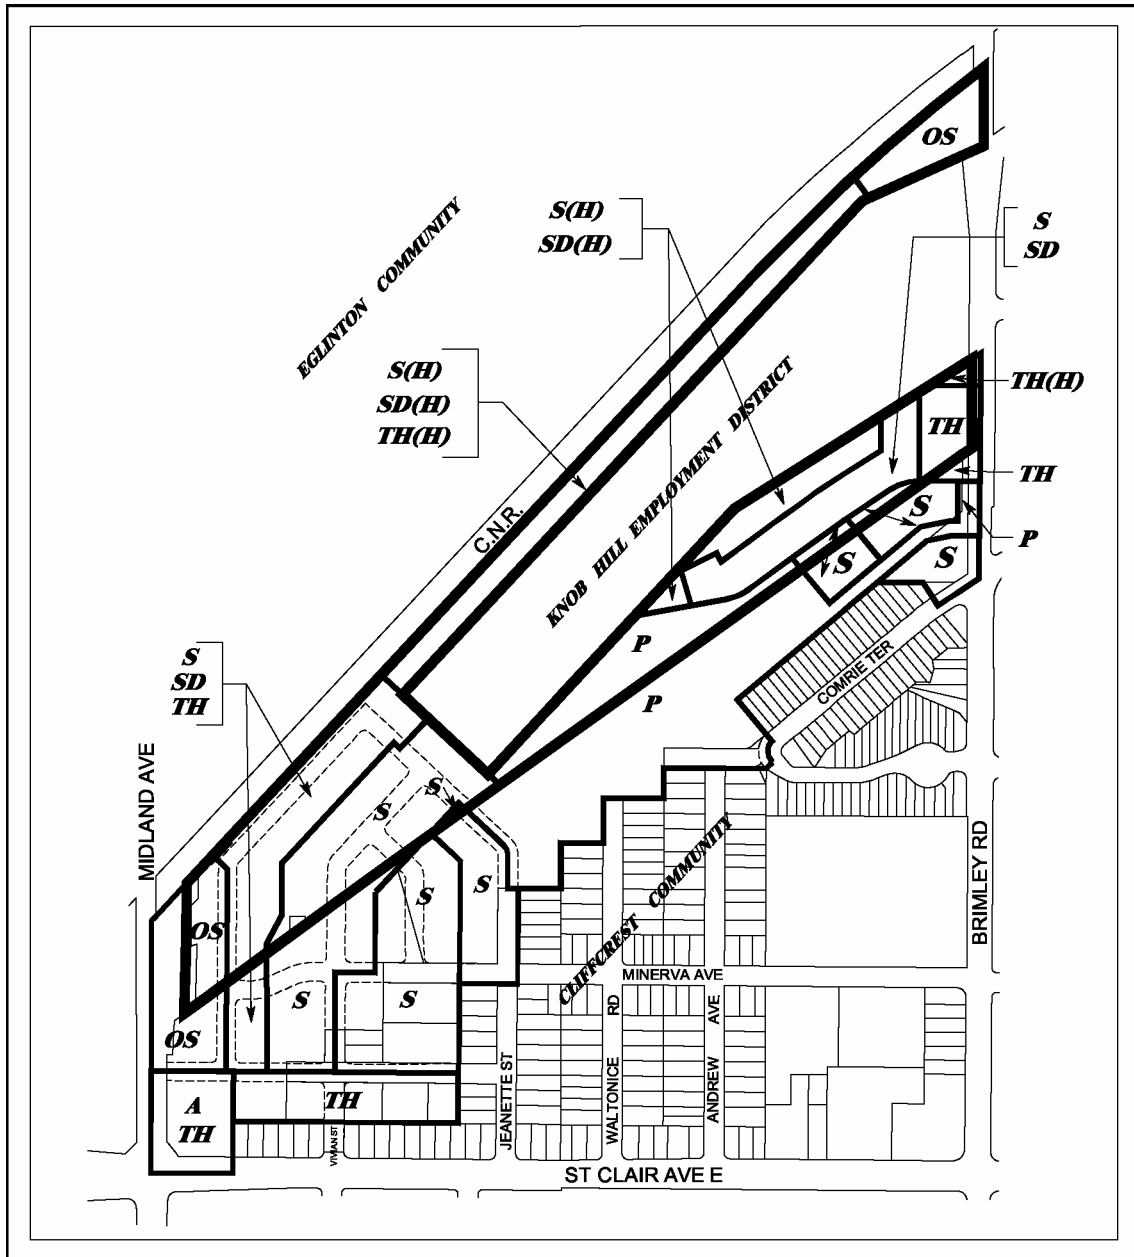 OS
S(H)
SD(H)
S
SD
EGLINTON COMMUNITY
S(H)
SD(H)
TH(H)
TH(H)
TH
KNOB HILL EMPLOYMENT DISTRICT
TH
S
C.N.R.
P
S
S
P
S
SD
TH
COMRIE TER
P
MIDLAND AVE
S
S
BRIMLEY RD
S
S
CLIFFCREST COMMUNITY
OS
MINERVA AVE
S
S
OS
WALTONICE RD
ANDREW AVE
JEANETTE ST
A
TH
TH
VIVIAN ST
ST CLAIR AVE E